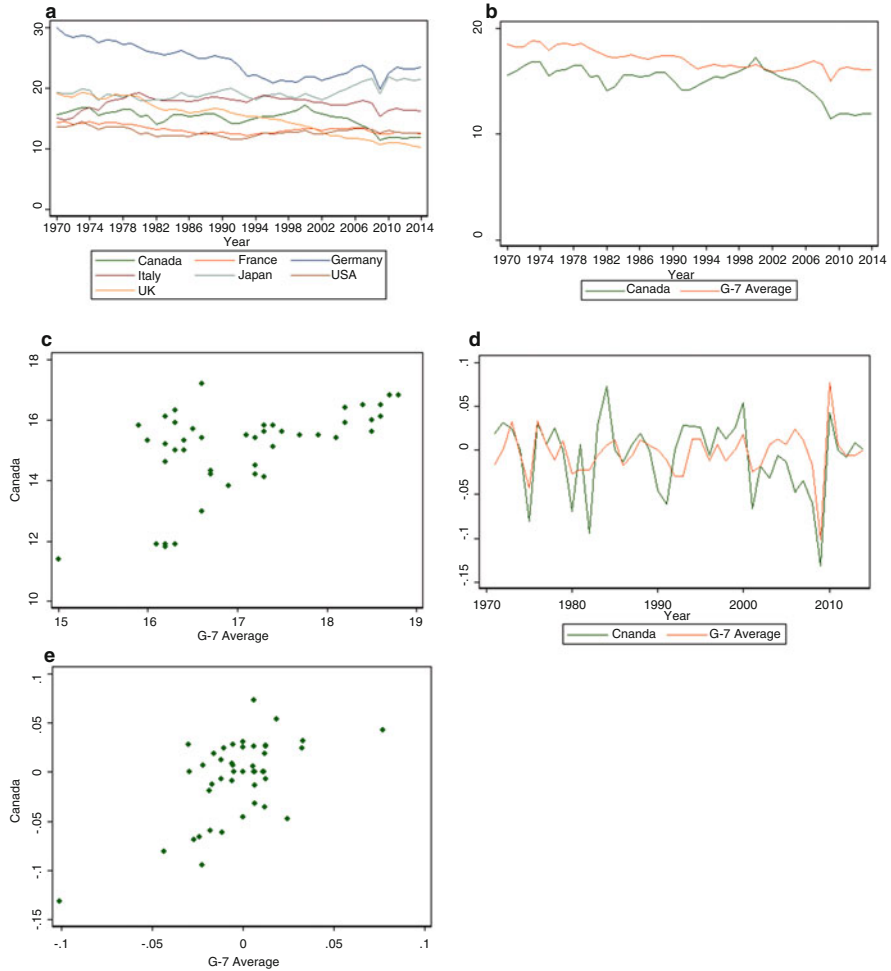 a
30
20
10
0
1970 1974 1978 1982 1986 1990 1994 1998 2002 2006 2010 2014
Year
Canada France Germany
Italy Japan USA
UK
b
20
10
0
1970 1974 1978 1982 1986 1990 1994 1998 2002 2006 2010 2014
Year
Canada G-7 Average
c
18
16
14
12
10
Canada
15 16 17 18 19
G-7 Average
d
.1
.05
0
-.05
-.1
-.15
1970 1980 1990 2000 2010
Year
Cnanda G-7 Average
e
.1
.05
0
-.05
-.1
-.15
Canada
-.1 -.05 0 .05 .1
G-7 Average